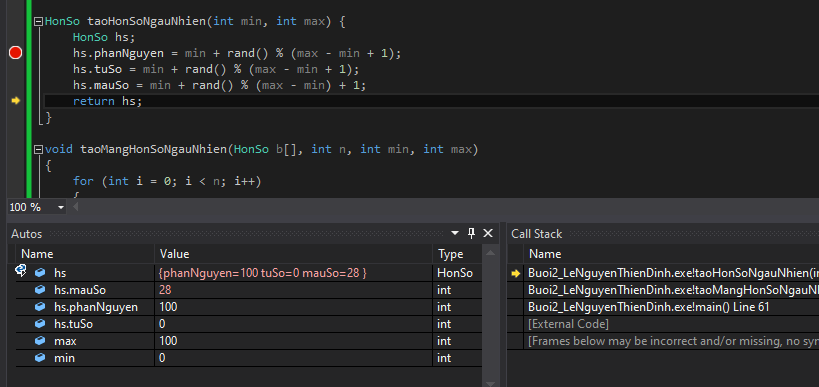 HonSo taoHonSoNgauNhien(int min, int max) {
HonSo hs;
hs.phanNguyen = min + rand() % (max - min + 1);
hs.tuSo = min + rand() % (max - min + 1);
hs.mauSo = min + rand() % (max - min) + 1;
return hs;
}
void taoMangHonSoNgauNhien(HonSo b[], int n, int min, int max)
{
for (int i = 0; i < n; i++)
{
100 %
Autos
Name Value Type
hs {phanNguyen=100 tuSo=0 mauSo=28 } HonSo
hs.mauSo 28 int
hs.phanNguyen 100 int
hs.tuSo 0 int
max 100 int
min 0 int
Call Stack
Name
Buoi2_LeNguyenThienDinh.exe!taoHonSoNgauNhien(in
Buoi2_LeNguyenThienDinh.exe!taoMangHonSoNgauNh
Buoi2_LeNguyenThienDinh.exe!main() Line 61
[External Code]
[Frames below may be incorrect and/or missing, no sym